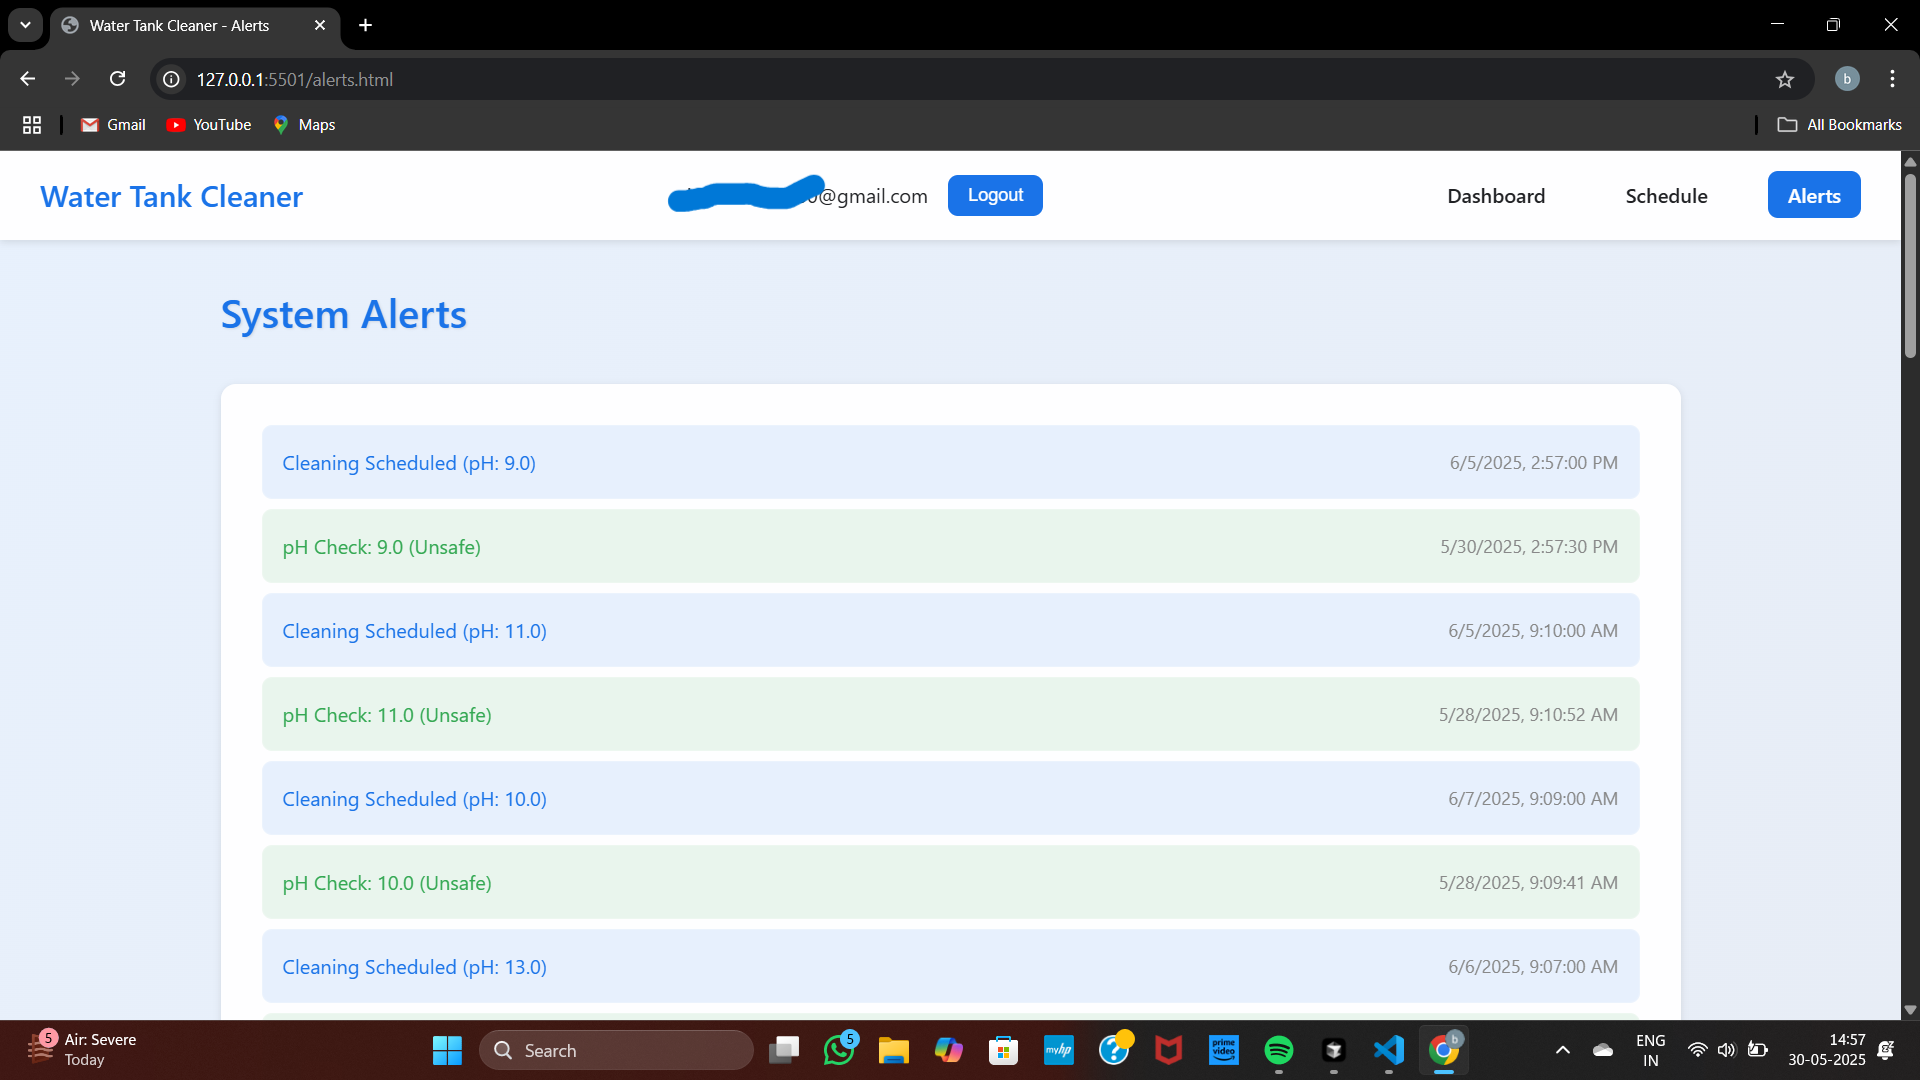 Water Tank Cleaner - Alerts
127.0.0.1:5501/alerts.html
b
Gmail
YouTube
Maps
All Bookmarks
Water Tank Cleaner
@gmail.com
Logout
Dashboard
Schedule
Alerts
System Alerts
Cleaning Scheduled (pH: 9.0) 6/5/2025, 2:57:00 PM
pH Check: 9.0 (Unsafe) 5/30/2025, 2:57:30 PM
Cleaning Scheduled (pH: 11.0) 6/5/2025, 9:10:00 AM
pH Check: 11.0 (Unsafe) 5/28/2025, 9:10:52 AM
Cleaning Scheduled (pH: 10.0) 6/7/2025, 9:09:00 AM
pH Check: 10.0 (Unsafe) 5/28/2025, 9:09:41 AM
Cleaning Scheduled (pH: 13.0) 6/6/2025, 9:07:00 AM
5
Air: Severe
Today
Search
5
myhp
prime
video
b
ENG
IN
14:57
30-05-2025